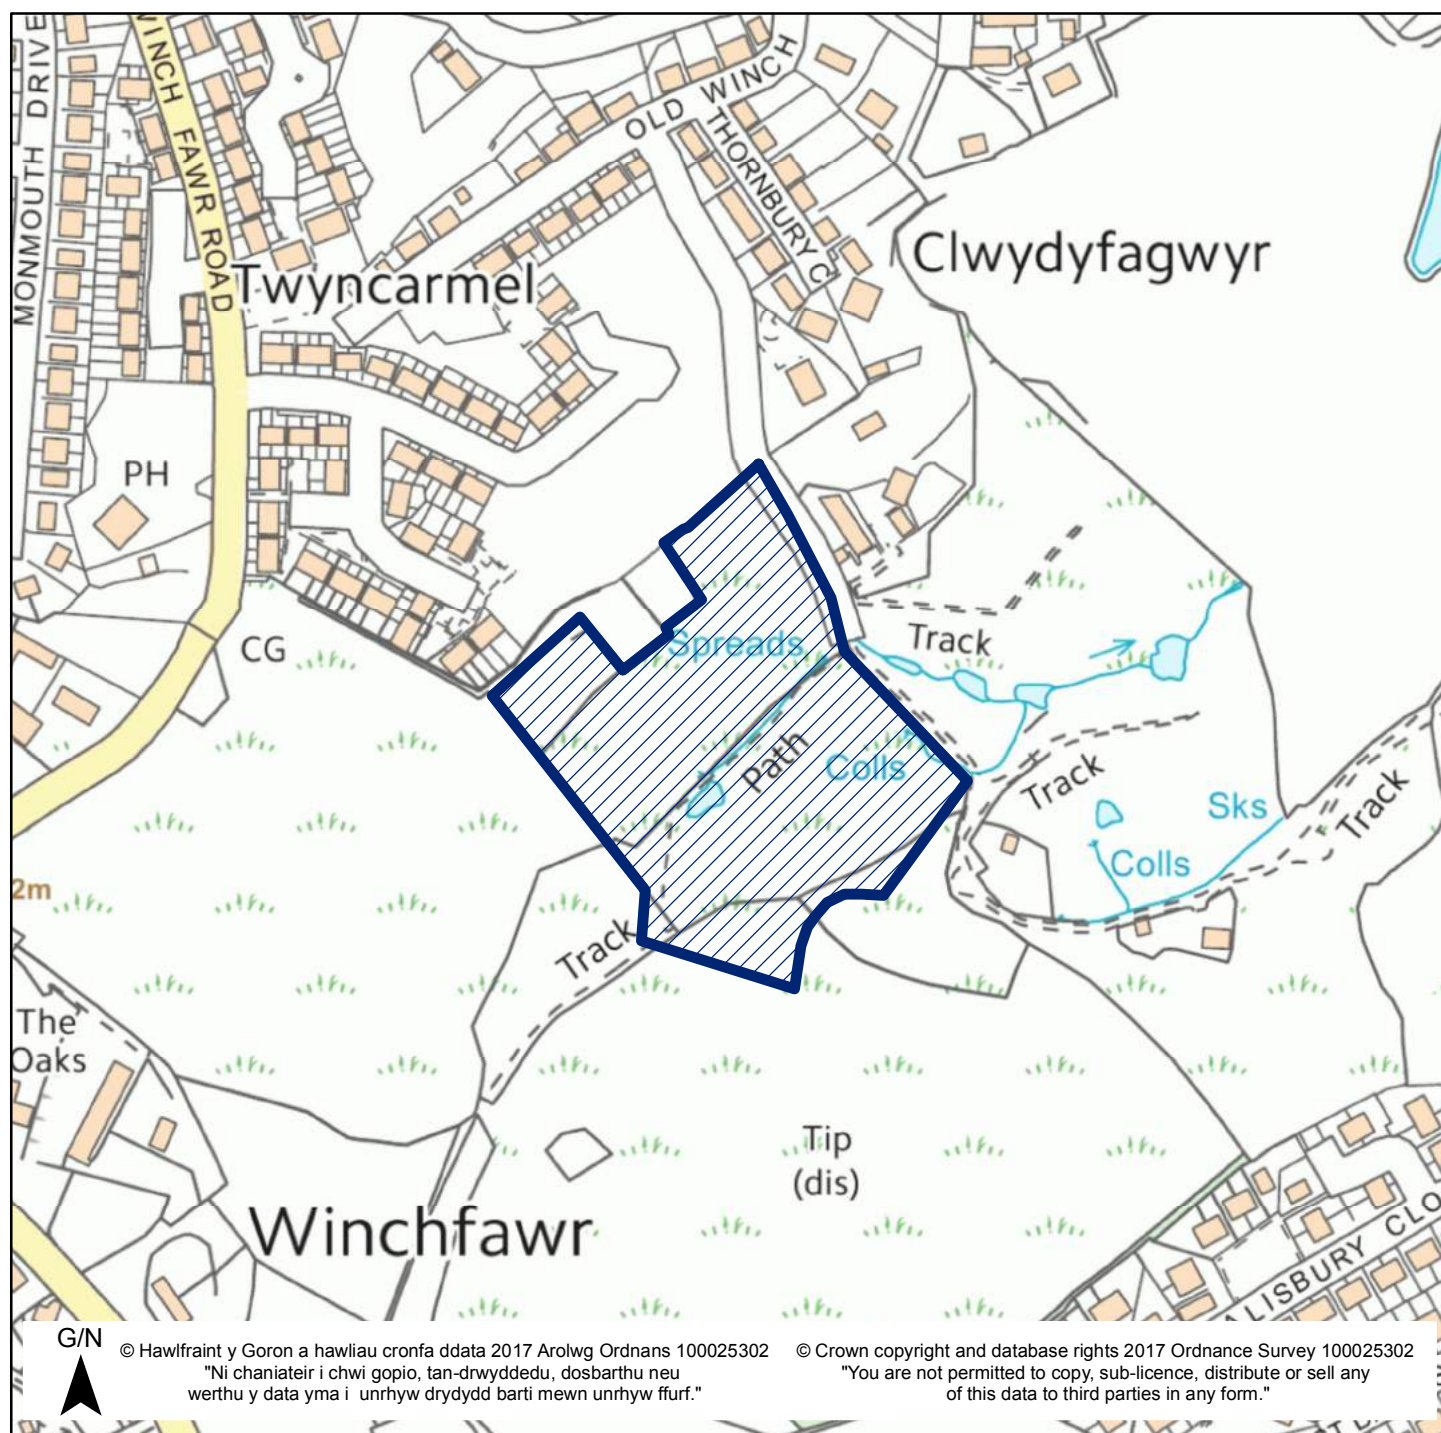 MONMOUTH DRIVE
WINCH FAWR ROAD
OLD WINCH
THORNBURY C
Twyncarmel
Clwydyfagwyr
PH
CG
Spreads
Track
Path
Colls
Track
Sks
Track
Colls
2m
Track
The
Oaks
Tip
(dis)
Winchfawr
ALISBURY CLO
G/N
© Hawlfraint y Goron a hawliau cronfa ddata 2017 Arolwg Ordnans 100025302
"Ni chaniateir i chwi gopio, tan-drwyddedu, dosbarthu neu
werthu y data yma i unrhyw drydydd barti mewn unrhyw ffurf."
© Crown copyright and database rights 2017 Ordnance Survey 100025302
"You are not permitted to copy, sub-licence, distribute or sell any
of this data to third parties in any form."